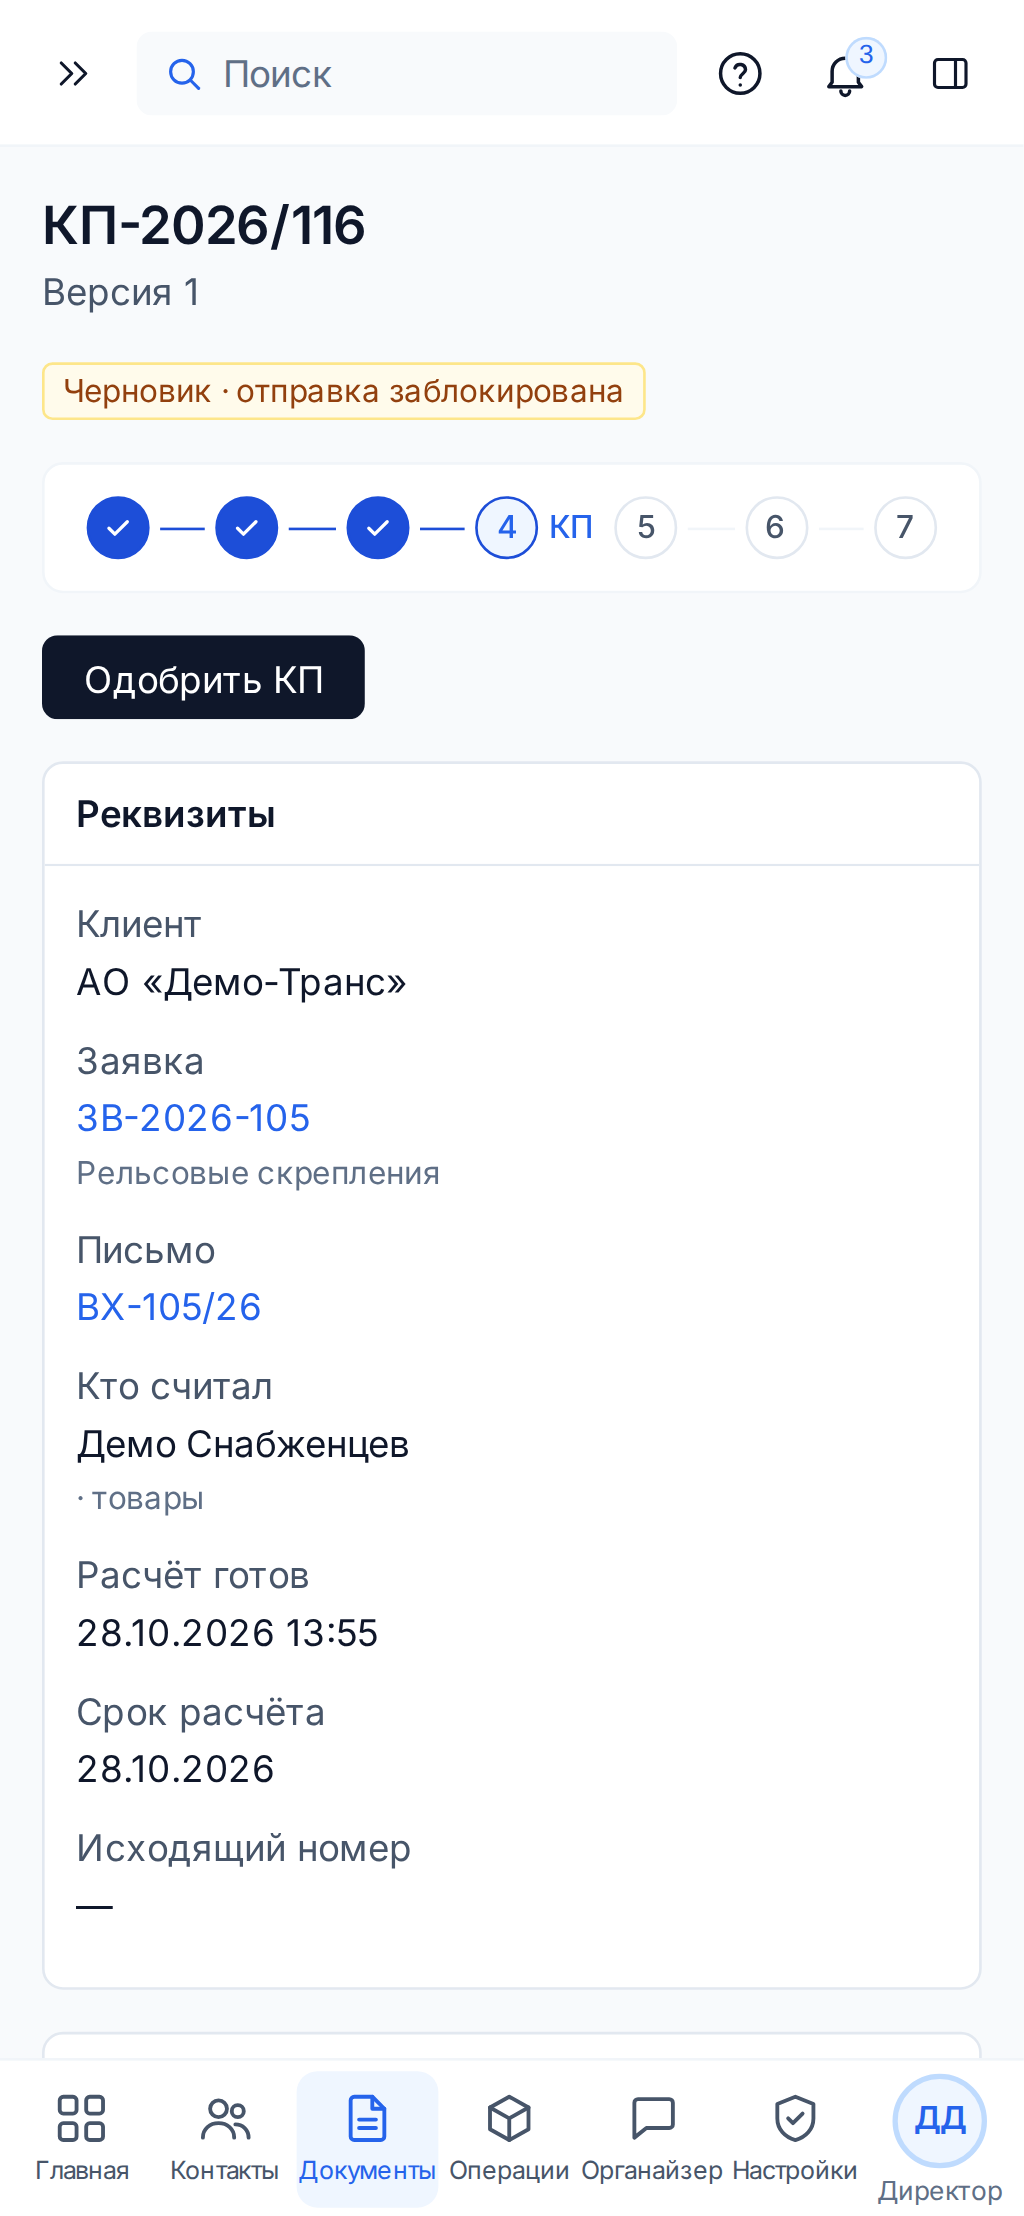 Поиск
3
КП-2026/116
Версия 1
Черновик · отправка заблокирована
4 КП 5 6 7
Одобрить КП
Реквизиты
Клиент
АО «Демо-Транс»
Заявка
ЗВ-2026-105
Рельсовые скрепления
Письмо
ВХ-105/26
Кто считал
Демо Снабженцев
· товары
Расчёт готов
28.10.2026 13:55
Срок расчёта
28.10.2026
Исходящий номер
—
ДД
Главная Контакты Документы Операции Органайзер Настройки
Директор